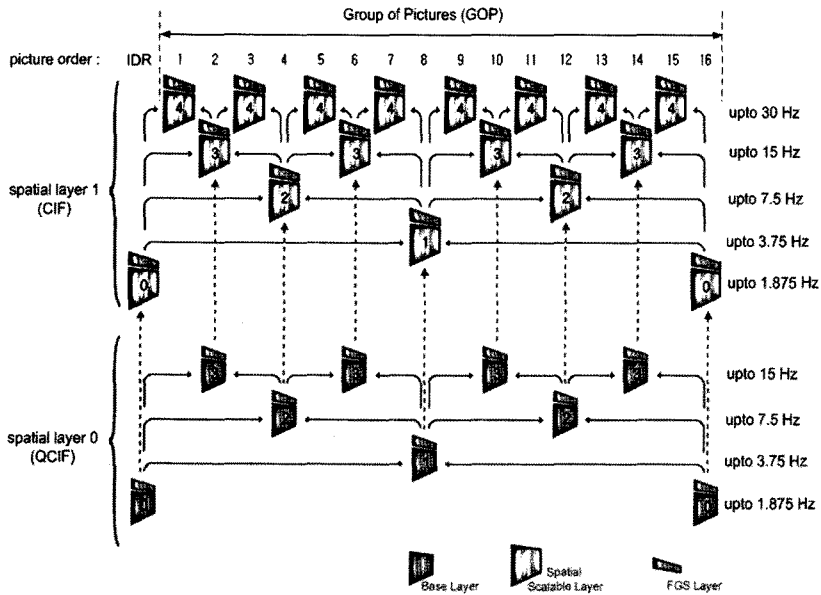 Group of Pictures (GOP)
picture order : IDR 1 2 3 4 5 6 7 8 9 10 11 12 13 14 15 16
4 4 4 4 4 4 4 4
upto 30 Hz
3 3 3 3
upto 15 Hz
spatial layer 1
(CIF)
2 2
upto 7.5 Hz
1
upto 3.75 Hz
0 0
upto 1.875 Hz
upto 15 Hz
upto 7.5 Hz
spatial layer 0
(QCIF)
upto 3.75 Hz
upto 1.875 Hz
Base Layer
Spatial
Scalable Layer
FGS Layer